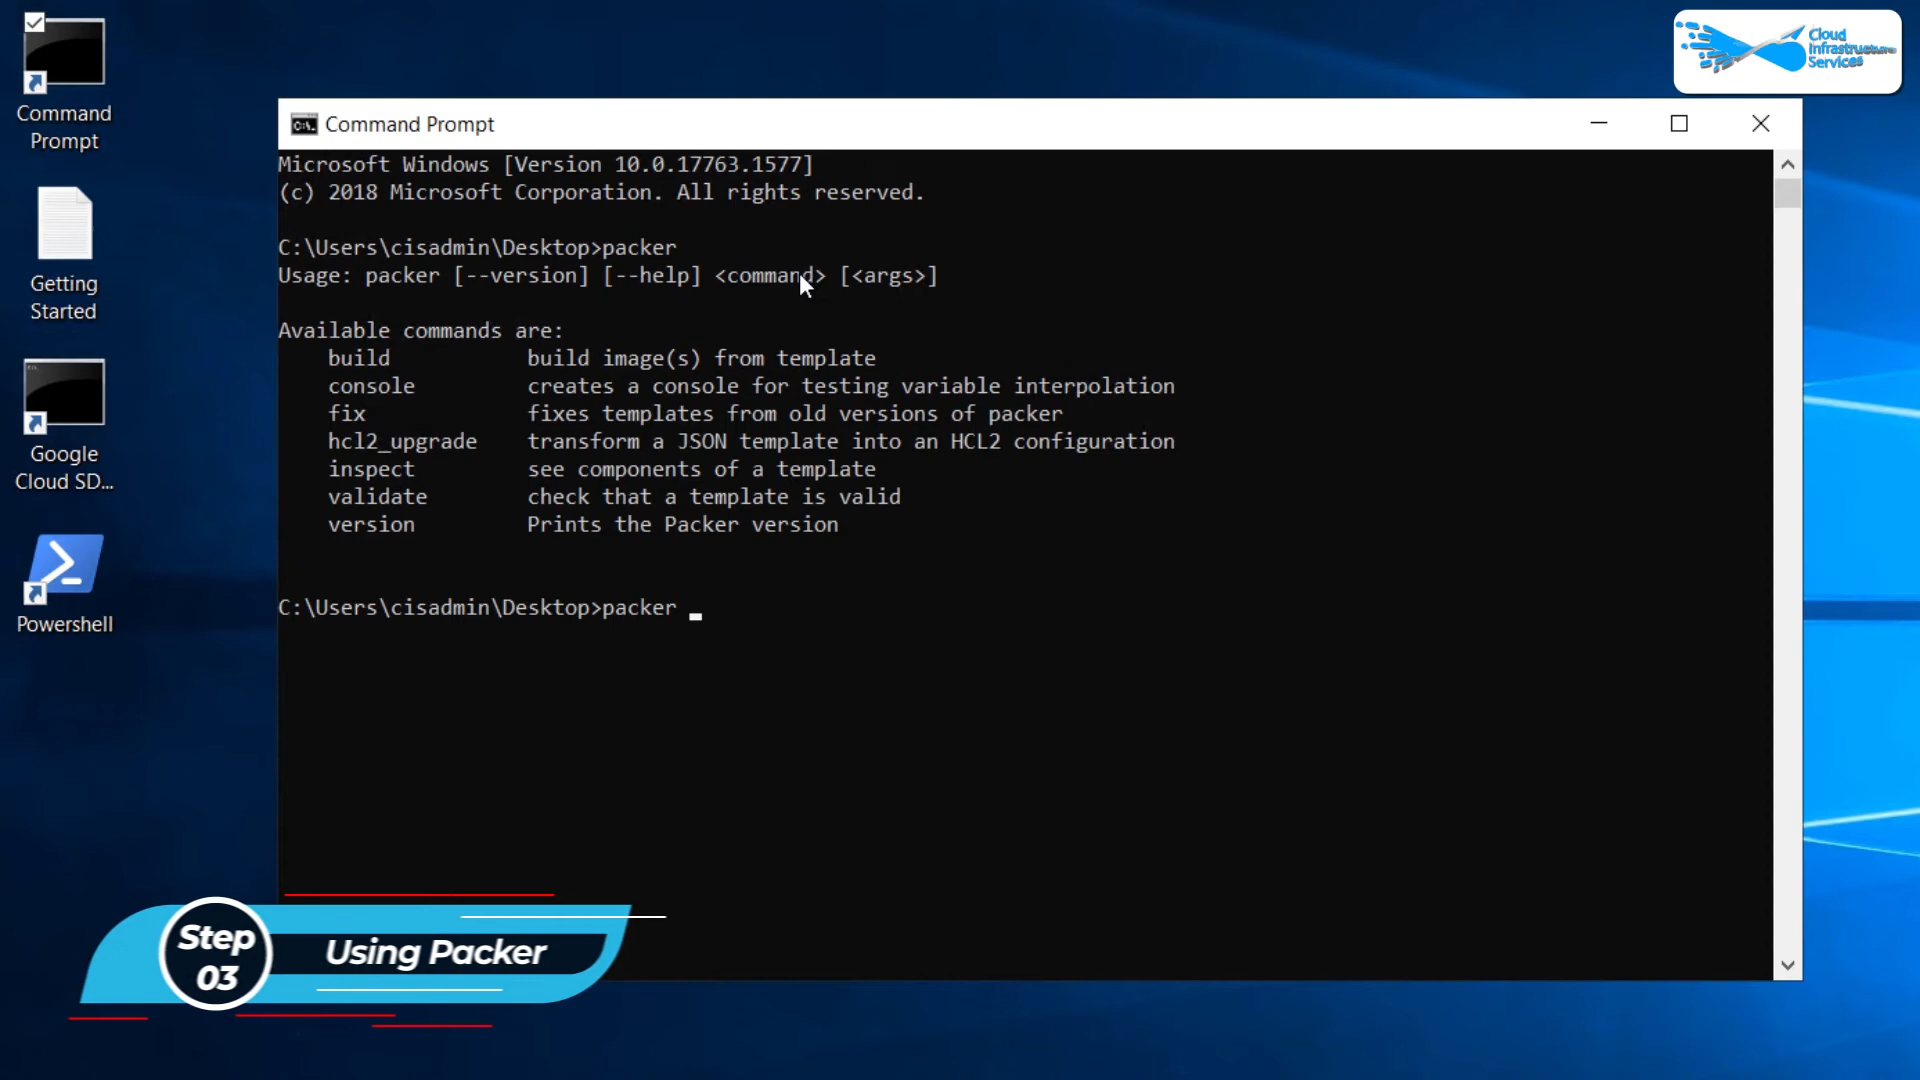 Command
Prompt
Getting
Started
Google
Cloud SD...
Powershell
Cloud
Infrastructure
Services
Command Prompt
Microsoft Windows [Version 10.0.17763.1577]
(c) 2018 Microsoft Corporation. All rights reserved.
C:\Users\cisadmin\Desktop>packer
Usage: packer [--version] [--help] <command> [<args>]
Available commands are:
build build image(s) from template
console creates a console for testing variable interpolation
fix fixes templates from old versions of packer
hcl2_upgrade transform a JSON template into an HCL2 configuration
inspect see components of a template
validate check that a template is valid
version Prints the Packer version
C:\Users\cisadmin\Desktop>packer _
Step
03
Using Packer